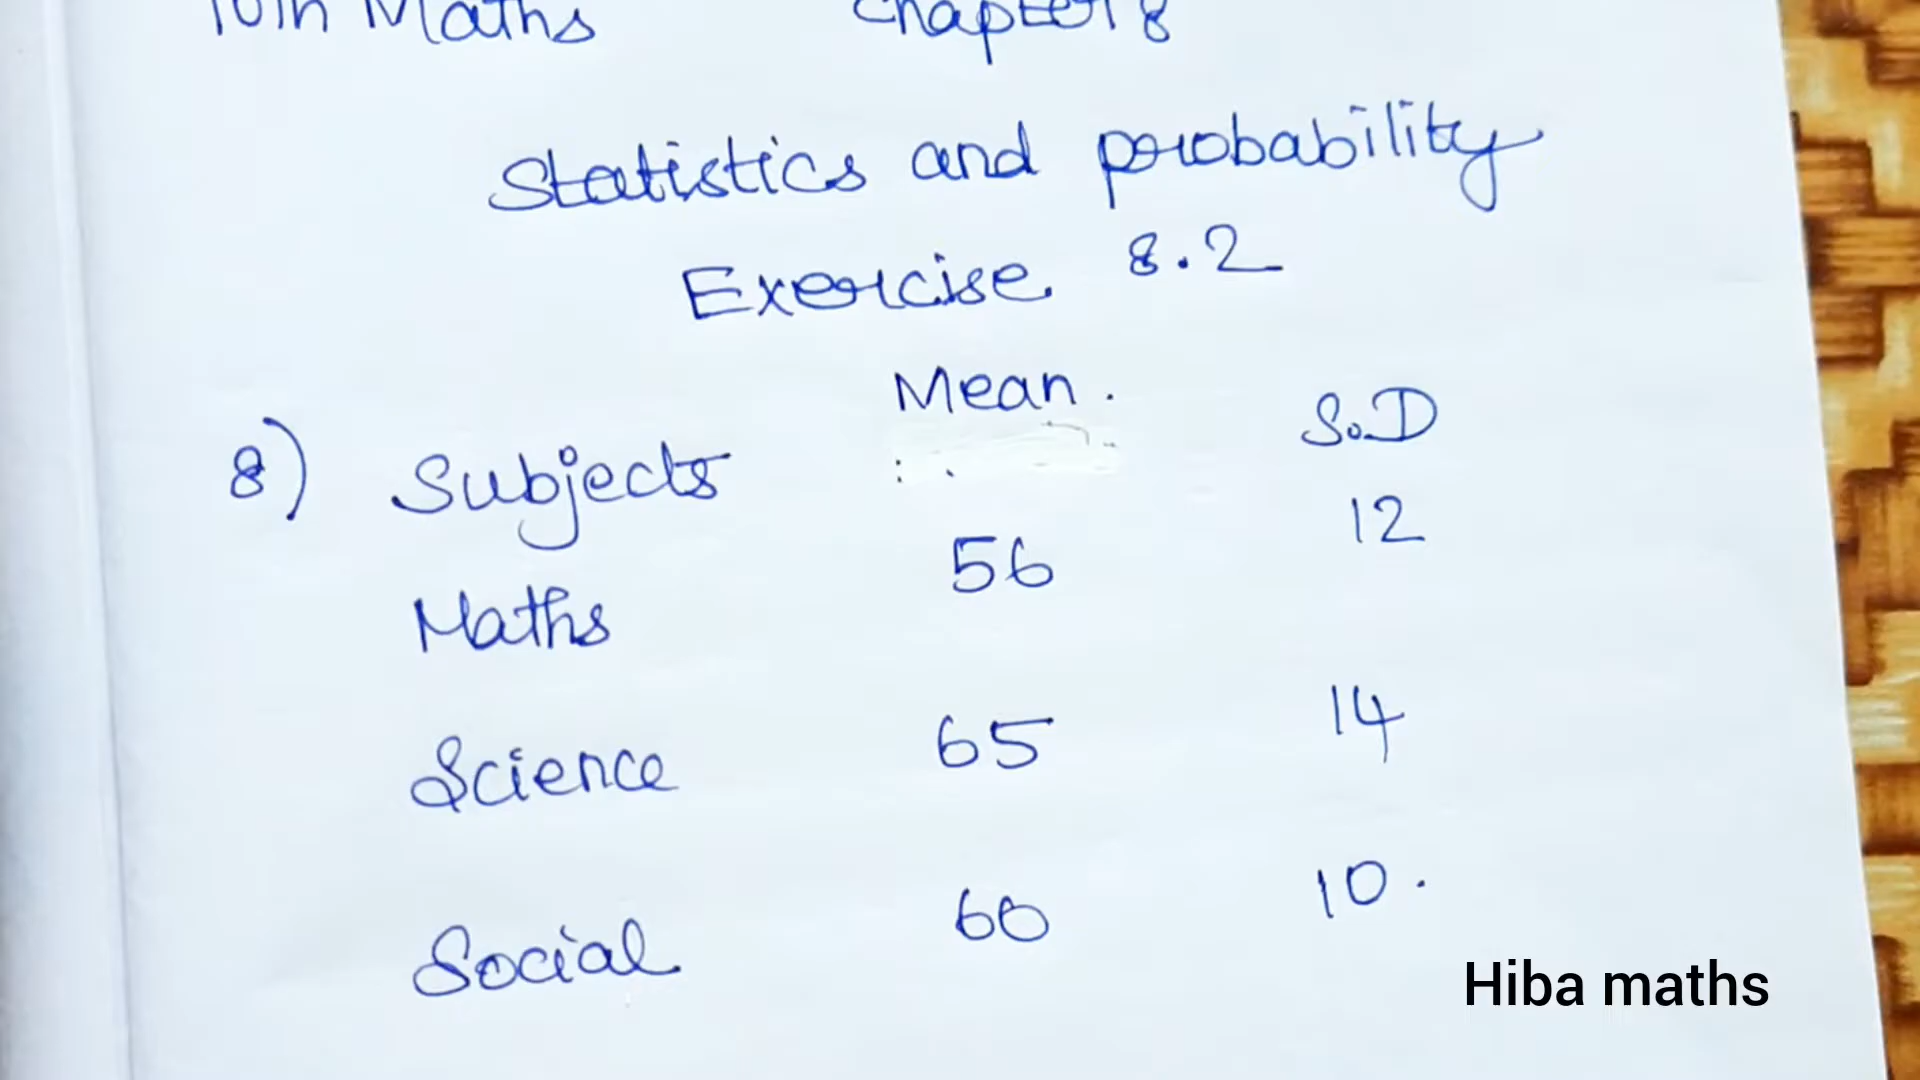 10th Maths Chapter 8
Statistics and probability
Exercise 8.2
8) Subjects Mean. S.D
Maths 56 12
Science 65 14
Social 60 10.
Hiba maths